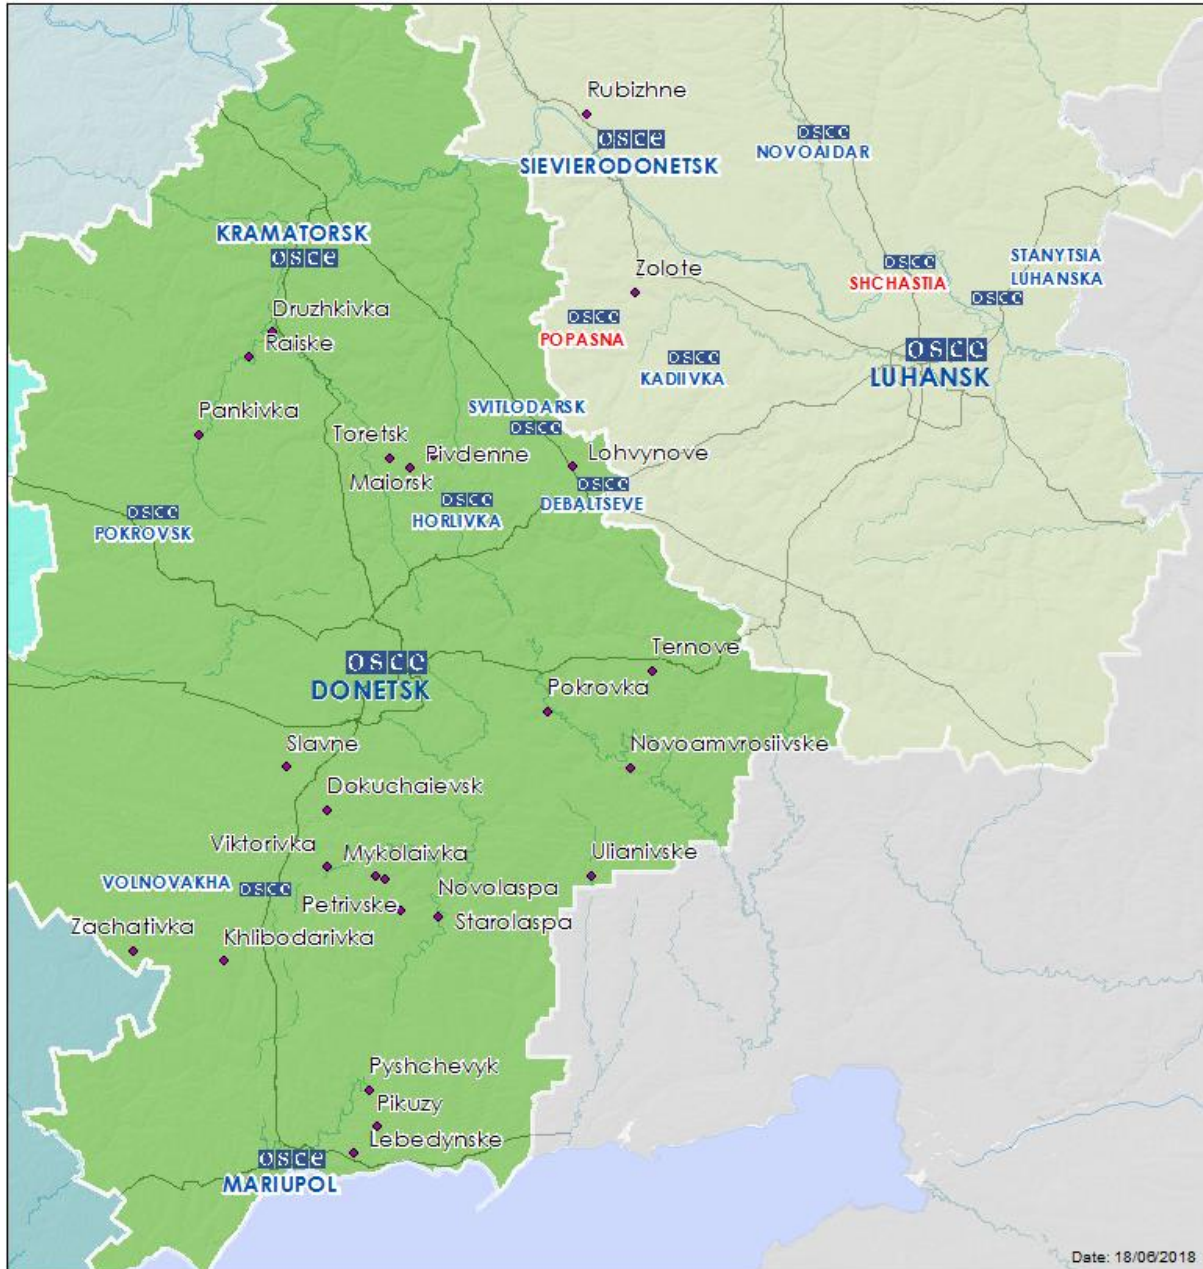 Rubizhne
osce
SIEVIERODONETSK
osce
NOVOAIDAR
KRAMATORSK
osce
Zolote
osce
SHCHASTIA
STANYTSIA
LUHANSKA
osce
Druzhkivka
Raiske
osce
POPASNA
osce
KADIIVKA
osce
LUHANSK
Pankivka
SVITLODARSK
osce
Toretsk
Pivdenne
Maiorsk
Lohvynove
osce
HORLIVKA
osce
DEBALTSEVE
osce
POKROVSK
osce
DONETSK
Ternove
Pokrovka
Slavne
Novoamvrosiivske
Dokuchaievsk
Viktorivka
Mykolaivka
Ulianivske
VOLNOVAKHA
osce
Petrivske
Novolaspa
Starolaspa
Zachativka
Khlibodarivka
Pyshchevyk
Pikuzy
Lebedynske
osce
MARIUPOL
Date: 18/06/2018